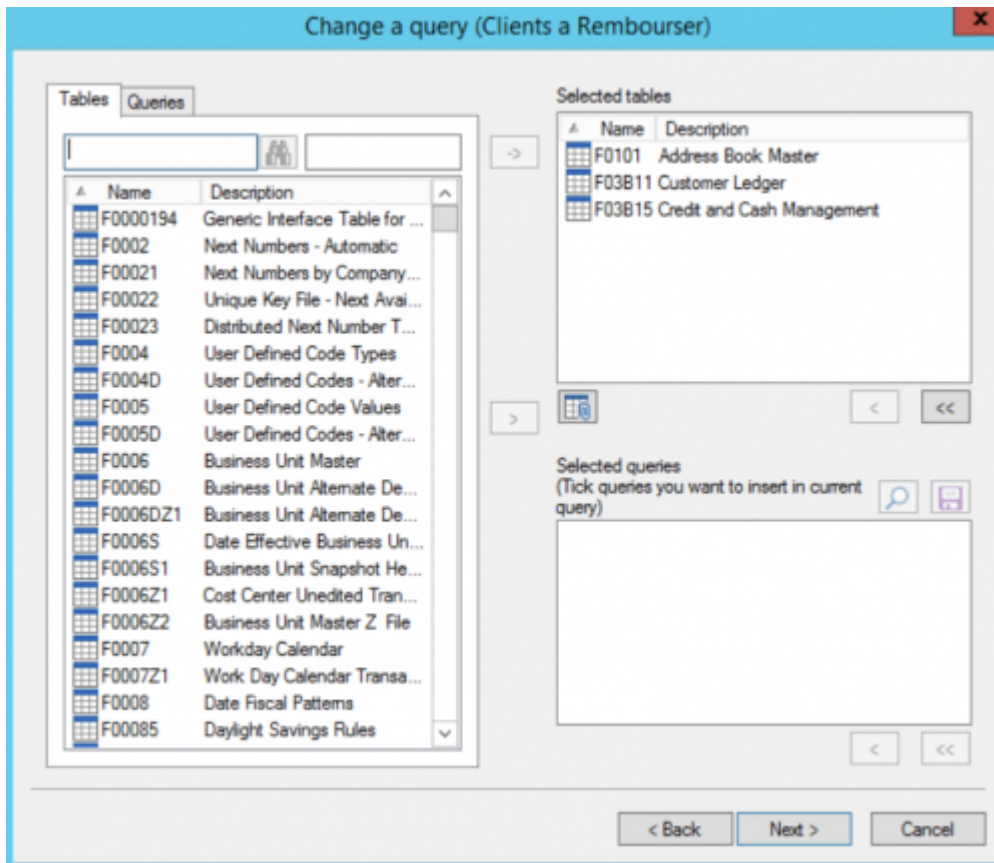 Change a query (Clients a Rembourser)
x
Tables Queries
Name Description
F0000194 Generic Interface Table for ...
F0002 Next Numbers - Automatic
F00021 Next Numbers by Company...
F00022 Unique Key File - Next Avai...
F00023 Distributed Next Number T...
F0004 User Defined Code Types
F0004D User Defined Codes - Alter...
F0005 User Defined Code Values
F0005D User Defined Codes - Alter...
F0006 Business Unit Master
F0006D Business Unit Alternate De...
F0006DZ1 Business Unit Alternate De...
F0006S Date Effective Business Un...
F0006S1 Business Unit Snapshot He...
F0006Z1 Cost Center Unedited Tran...
F0006Z2 Business Unit Master Z File
F0007 Workday Calendar
F0007Z1 Work Day Calendar Transa...
F0008 Date Fiscal Patterns
F00085 Daylight Savings Rules
->
>
Selected tables
Name Description
F0101 Address Book Master
F03B11 Customer Ledger
F03B15 Credit and Cash Management
< <<
Selected queries
(Tick queries you want to insert in current
query)
< <<
< Back Next > Cancel